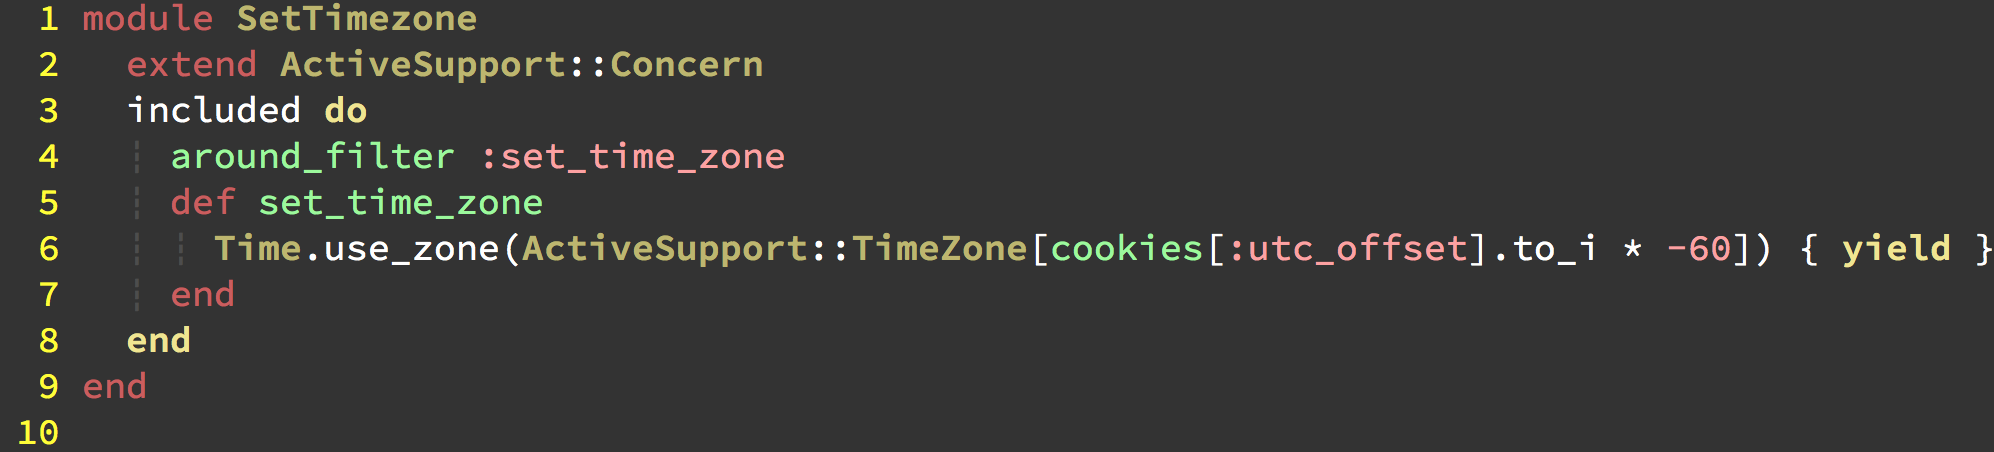 1 module SetTimezone
2   extend ActiveSupport::Concern
3   included do
4     around_filter :set_time_zone
5     def set_time_zone
6       Time.use_zone(ActiveSupport::TimeZone[cookies[:utc_offset].to_i * -60]) { yield }
7     end
8   end
9 end
10